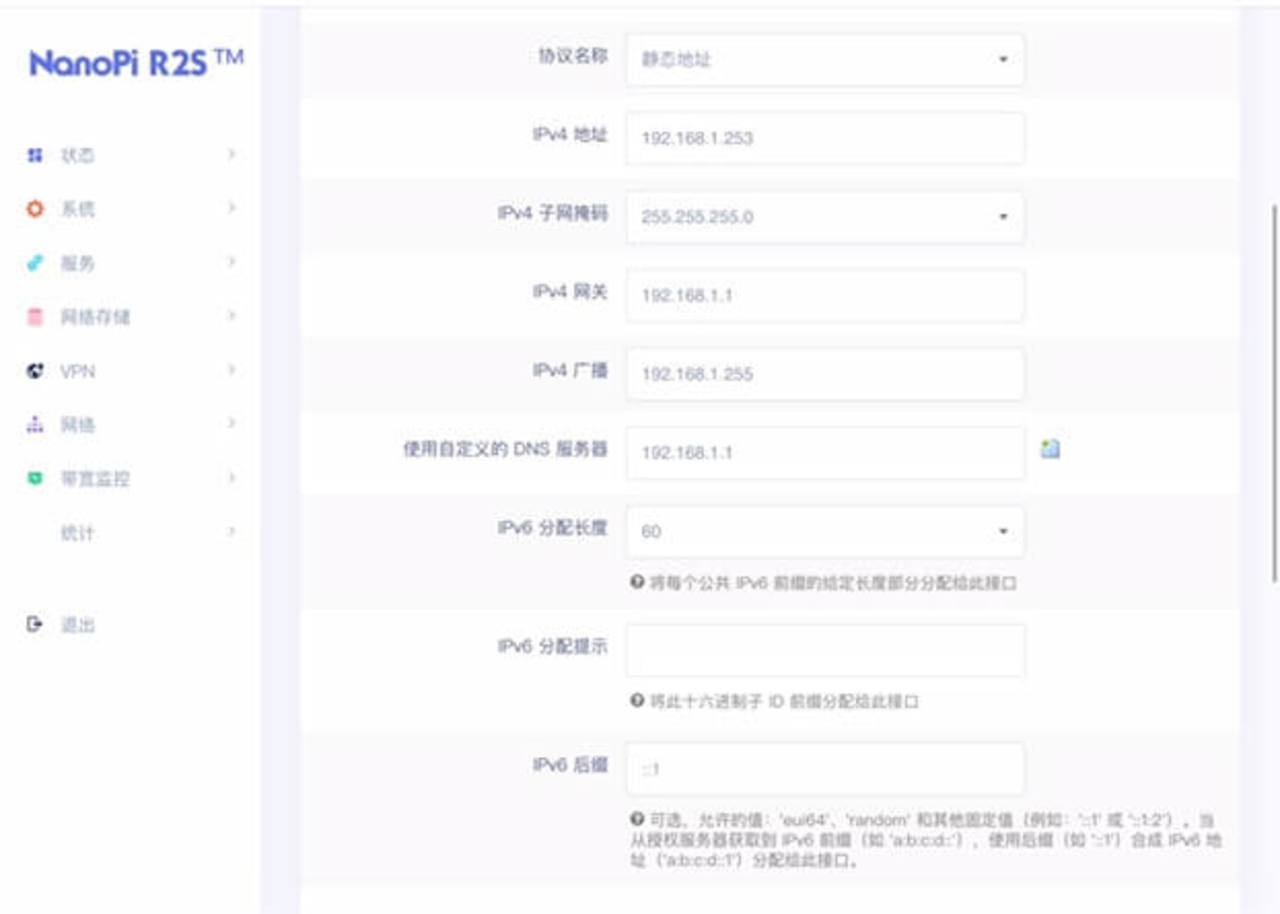 NanoPi R2S™
状态
系统
服务
网络存储
VPN
网络
带宽监控
统计
退出
协议名称 静态地址
IPv4 地址 192.168.1.253
IPv4 子网掩码 255.255.255.0
IPv4 网关 192.168.1.1
IPv4 广播 192.168.1.255
使用自定义的 DNS 服务器 192.168.1.1
IPv6 分配长度 60
将每个公共 IPv6 前缀的给定长度部分分配给此接口
IPv6 分配提示
将此十六进制子 ID 前缀分配给此接口
IPv6 后缀 ::1
可选。允许的值：'eui64'、'random' 和其他固定值（例如：'::1' 或 '::1:2'）。当
从授权服务器获取到 IPv6 前缀（如 'a:b:c:d::'），使用后缀（如 '::1'）合成 IPv6 地
址（'a:b:c:d::1'）分配给此接口。